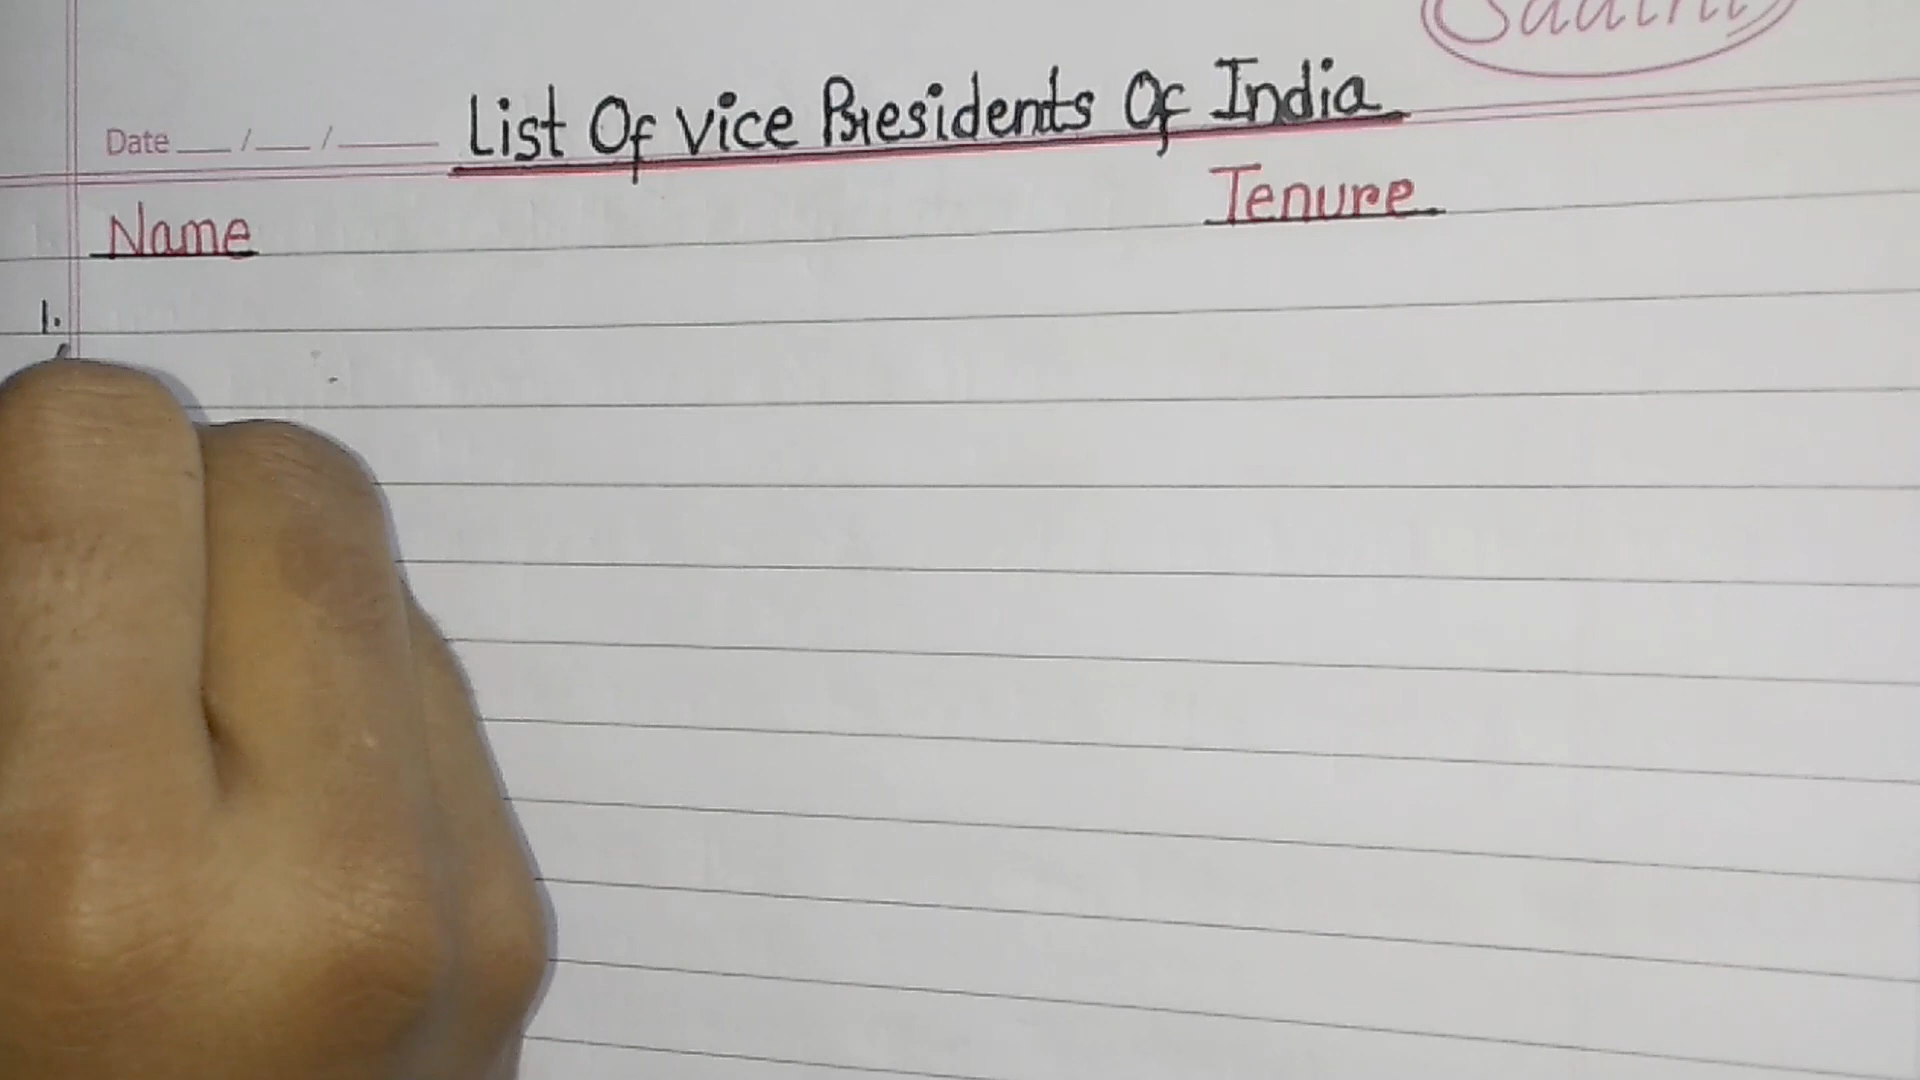 Date __ / __ / ____ List Of Vice Presidents Of India
Name Tenure
1.